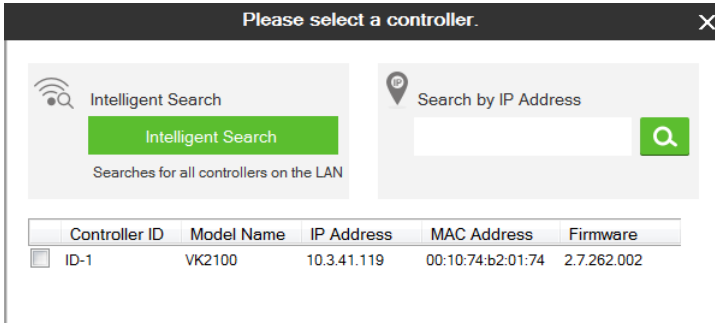 Please select a controller.
Intelligent Search
Intelligent Search
Searches for all controllers on the LAN
IP
Search by IP Address
Controller ID Model Name IP Address MAC Address Firmware
ID-1 VK2100 10.3.41.119 00:10:74:b2:01:74 2.7.262.002